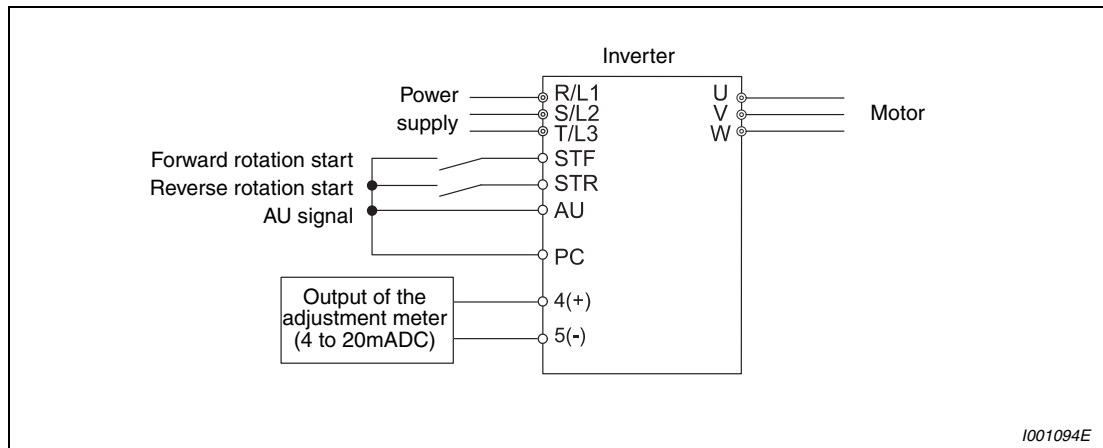 Inverter
Power
supply
R/L1
S/L2
T/L3
U
V
W
Motor
Forward rotation start
STF
Reverse rotation start
STR
AU signal
AU
PC
Output of the
adjustment meter
(4 to 20mADC)
4(+)
5(-)
I001094E